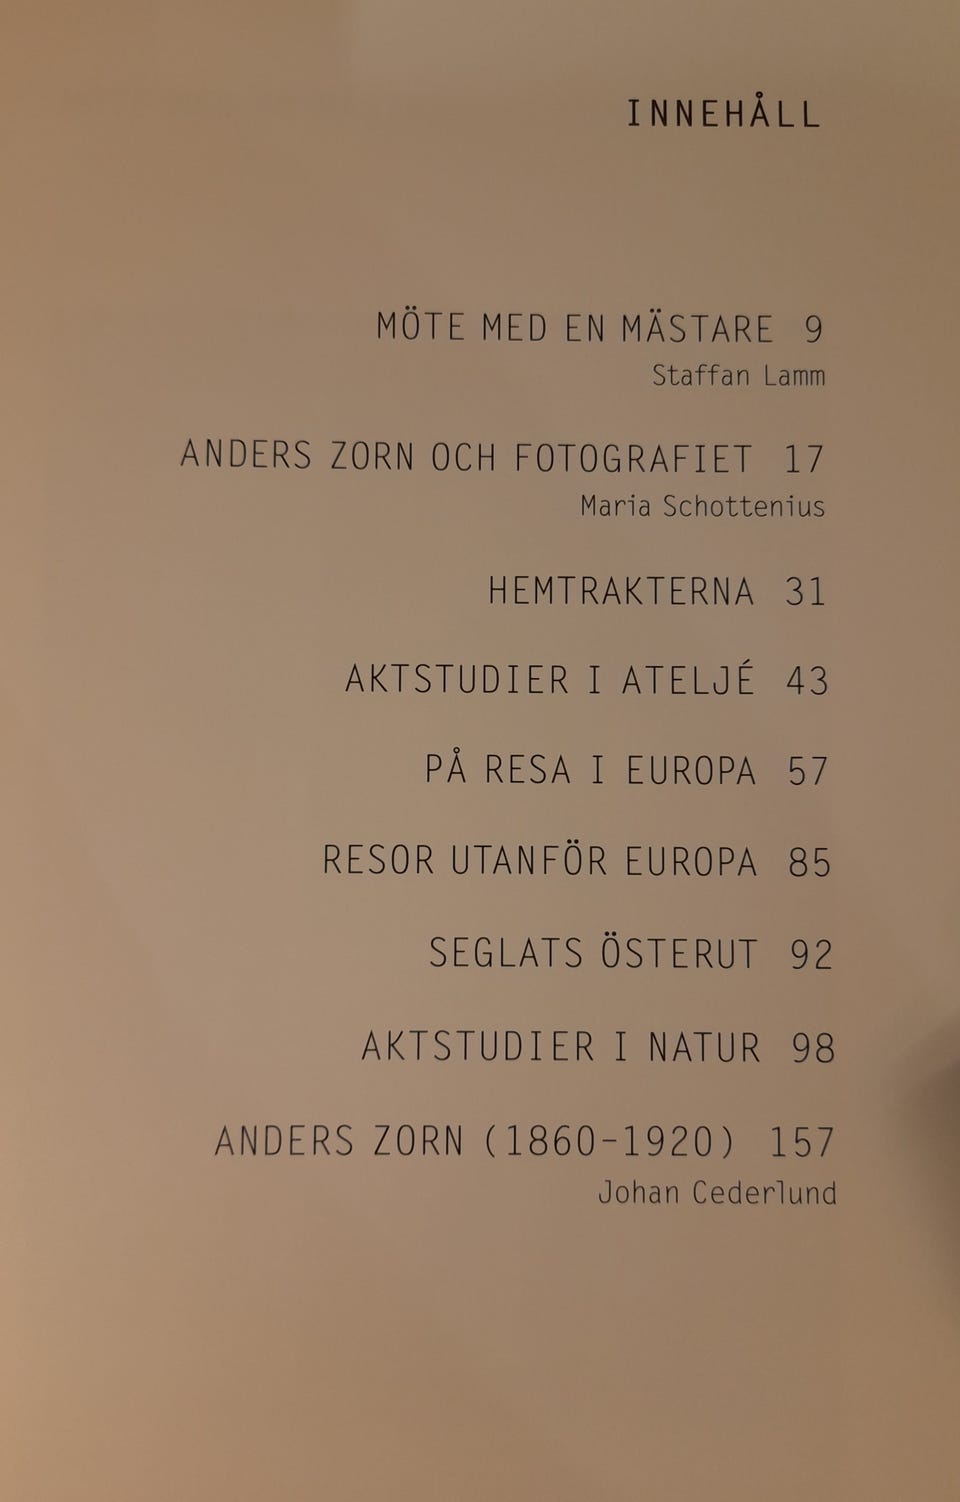 INNEHÅLL
MÖTE MED EN MÄSTARE 9
Staffan Lamm
ANDERS ZORN OCH FOTOGRAFIET 17
Maria Schottenius
HEMTRAKTERNA 31
AKTSTUDIER I ATELJÉ 43
PÅ RESA I EUROPA 57
RESOR UTANFÖR EUROPA 85
SEGLATS ÖSTERUT 92
AKTSTUDIER I NATUR 98
ANDERS ZORN (1860-1920) 157
Johan Cederlund